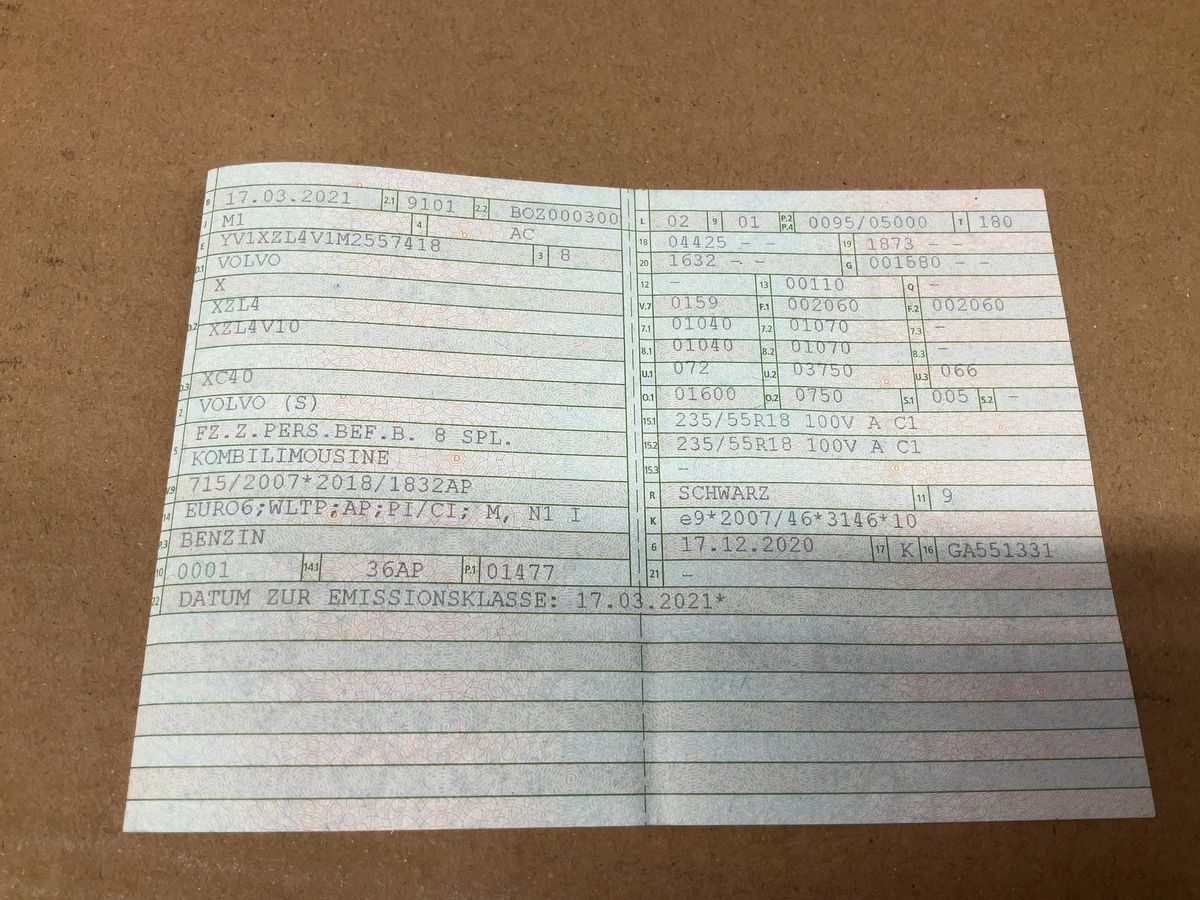 B 17.03.2021 2.1 9101 2.2 BOZ000300
J M1 4 AC
E YV1XZL4V1M2557418 3 8
D.1 VOLVO
X
XZL4
D.2 XZL4V10
D.3 XC40
2 VOLVO (S)
FZ.Z.PERS.BEF.B. 8 SPL.
5 KOMBILIMOUSINE
V.9 715/2007*2018/1832AP
14 EURO6;WLTP;AP;PI/CI; M, N1 I
P.3 BENZIN
10 0001 14.1 36AP P.1 01477
22 DATUM ZUR EMISSIONSKLASSE: 17.03.2021*
L 02 9 01 P.2 P.4 0095/05000 T 180
18 04425 - - 19 1873 - -
20 1632 - - G 001580 - -
12 - 13 00110 Q -
V.7 0159 F.1 002060 F.2 002060
7.1 01040 7.2 01070 7.3 -
8.1 01040 8.2 01070 8.3 -
U.1 072 U.2 03750 U.3 066
O.1 01600 O.2 0750 S.1 005 S.2 -
15.1 235/55R18 100V A C1
15.2 235/55R18 100V A C1
15.3 -
R SCHWARZ 11 9
K e9*2007/46*3146*10
6 17.12.2020 17 K 16 GA551331
21 -